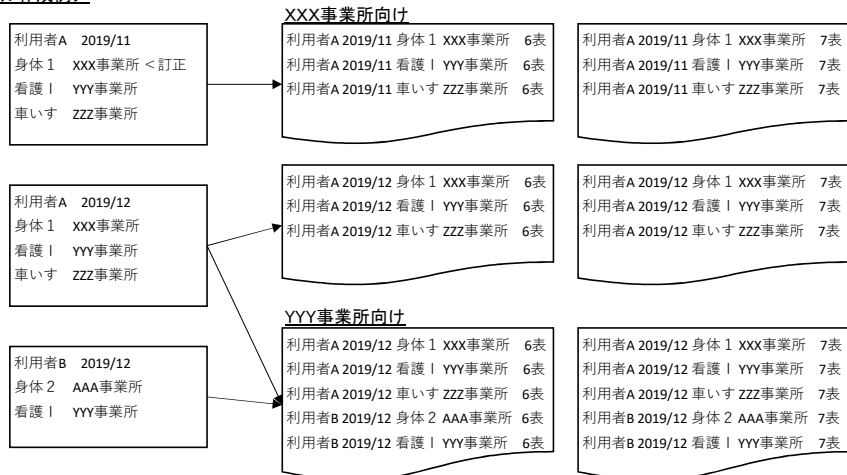 XXX事業所向け
利用者A 2019/11
身体１ XXX事業所 ＜訂正
看護Ⅰ YYY事業所
車いす ZZZ事業所
利用者A 2019/11 身体１ XXX事業所 6表
利用者A 2019/11 看護Ⅰ YYY事業所 6表
利用者A 2019/11 車いす ZZZ事業所 6表
利用者A 2019/11 身体１ XXX事業所 7表
利用者A 2019/11 看護Ⅰ YYY事業所 7表
利用者A 2019/11 車いす ZZZ事業所 7表
利用者A 2019/12
身体１ XXX事業所
看護Ⅰ YYY事業所
車いす ZZZ事業所
利用者A 2019/12 身体１ XXX事業所 6表
利用者A 2019/12 看護Ⅰ YYY事業所 6表
利用者A 2019/12 車いす ZZZ事業所 6表
利用者A 2019/12 身体１ XXX事業所 7表
利用者A 2019/12 看護Ⅰ YYY事業所 7表
利用者A 2019/12 車いす ZZZ事業所 7表
YYY事業所向け
利用者B 2019/12
身体２ AAA事業所
看護Ⅰ YYY事業所
利用者A 2019/12 身体１ XXX事業所 6表
利用者A 2019/12 看護Ⅰ YYY事業所 6表
利用者A 2019/12 車いす ZZZ事業所 6表
利用者B 2019/12 身体２ AAA事業所 6表
利用者B 2019/12 看護Ⅰ YYY事業所 6表
利用者A 2019/12 身体１ XXX事業所 7表
利用者A 2019/12 看護Ⅰ YYY事業所 7表
利用者A 2019/12 車いす ZZZ事業所 7表
利用者B 2019/12 身体２ AAA事業所 7表
利用者B 2019/12 看護Ⅰ YYY事業所 7表